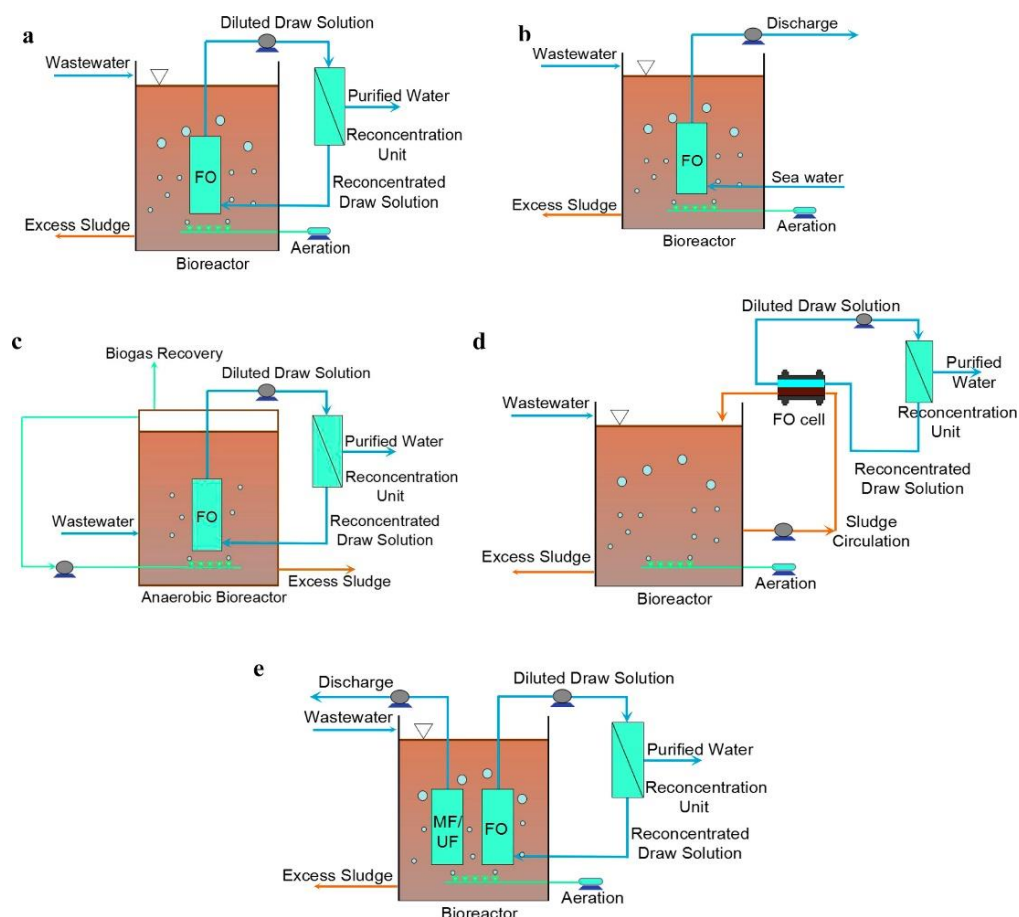 a
Diluted Draw Solution
Wastewater
Purified Water
Reconcentration
Unit
FO
Reconcentrated
Draw Solution
Excess Sludge
Aeration
Bioreactor
b
Discharge
Wastewater
FO
Sea water
Excess Sludge
Aeration
Bioreactor
c
Biogas Recovery
Diluted Draw Solution
Purified Water
Reconcentration
Unit
FO
Wastewater
Reconcentrated
Draw Solution
Excess Sludge
Anaerobic Bioreactor
d
Diluted Draw Solution
Purified
Water
Wastewater
FO cell
Reconcentration
Unit
Reconcentrated
Draw Solution
Sludge
Circulation
Excess Sludge
Aeration
Bioreactor
e
Discharge
Diluted Draw Solution
Wastewater
Purified Water
Reconcentration
Unit
MF/
UF
FO
Reconcentrated
Draw Solution
Excess Sludge
Aeration
Bioreactor